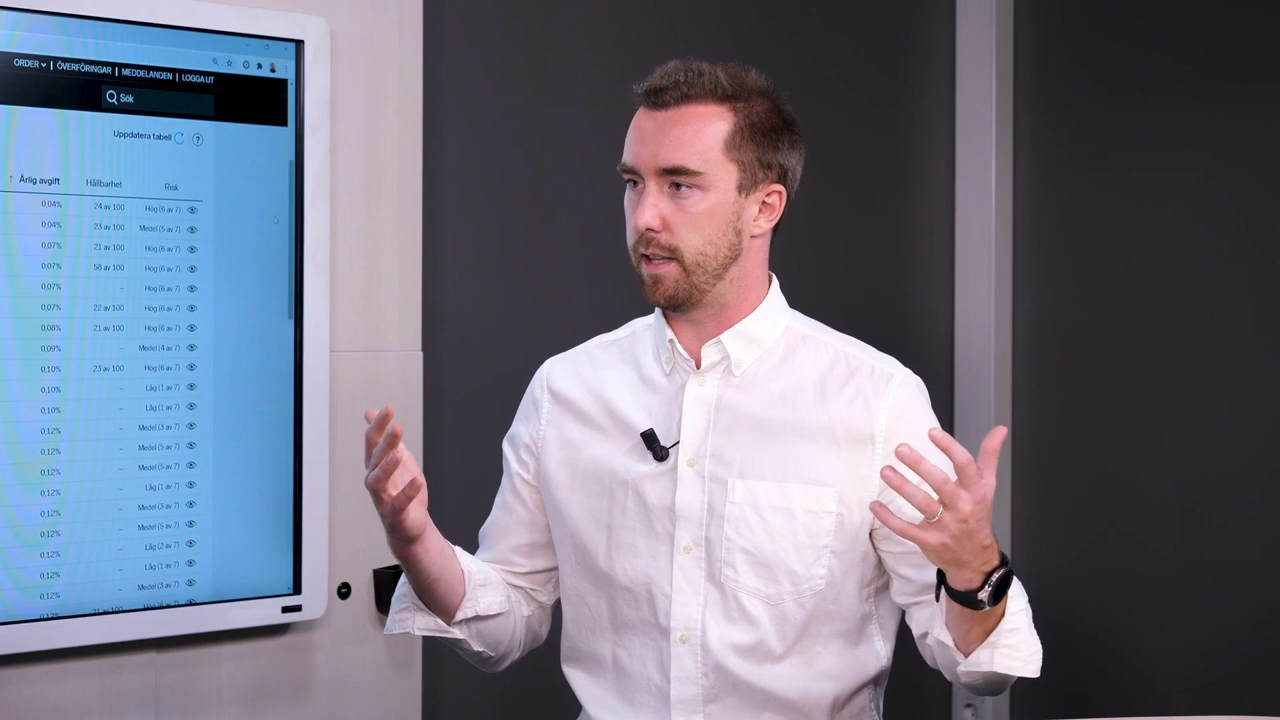 ORDER | ÖVERFÖRINGAR | MEDDELANDEN | LOGGA UT
Sök
Uppdatera tabell ?
↑ Årlig avgift Hållbarhet Risk
0,04% 24 av 100 Hög (6 av 7)
0,04% 23 av 100 Medel (5 av 7)
0,07% 21 av 100 Hög (6 av 7)
0,07% 58 av 100 Hög (6 av 7)
0,07% – Hög (6 av 7)
0,07% 22 av 100 Hög (6 av 7)
0,08% 21 av 100 Hög (6 av 7)
0,09% – Medel (4 av 7)
0,10% 23 av 100 Hög (6 av 7)
0,10% – Låg (1 av 7)
0,10% – Låg (1 av 7)
0,12% – Medel (3 av 7)
0,12% – Medel (5 av 7)
0,12% – Medel (5 av 7)
0,12% – Låg (1 av 7)
0,12% – Medel (3 av 7)
0,12% – Medel (5 av 7)
0,12% – Låg (2 av 7)
0,12% – Låg (1 av 7)
0,12% – Medel (3 av 7)